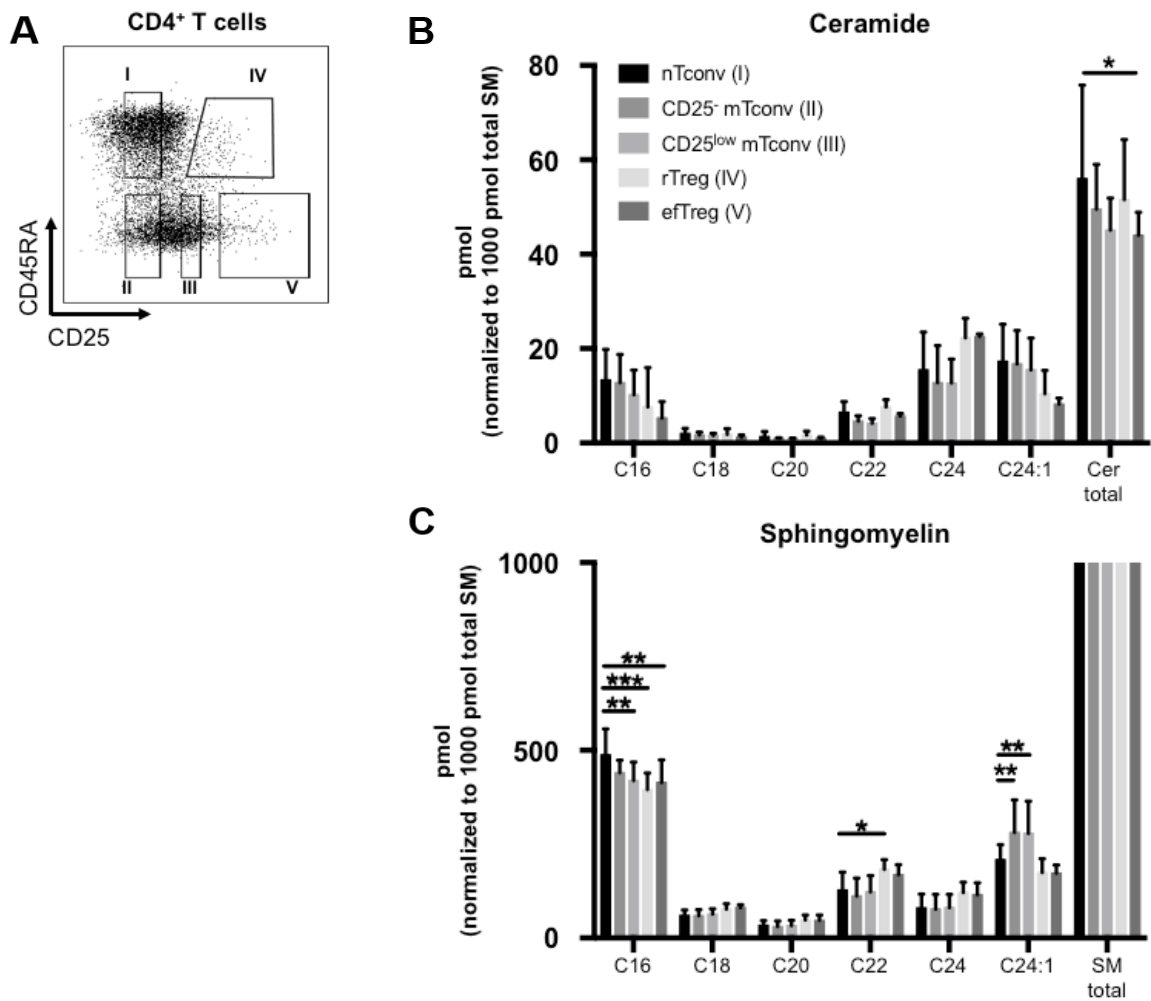 A
CD4⁺ T cells
I
IV
II
III
V
CD45RA
CD25
B
Ceramide
pmol
(normalized to 1000 pmol total SM)
80
60
40
20
0
nTconv (I)
CD25⁻ mTconv (II)
CD25ˡᵒʷ mTconv (III)
rTreg (IV)
efTreg (V)
*
C16
C18
C20
C22
C24
C24:1
Cer
total
C
Sphingomyelin
pmol
(normalized to 1000 pmol total SM)
1000
500
0
**
***
**
*
**
**
C16
C18
C20
C22
C24
C24:1
SM
total